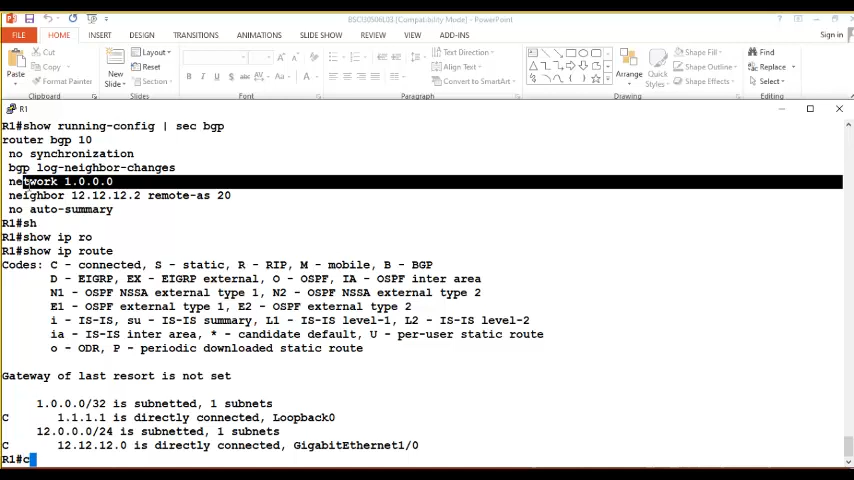 BSCI30S06L03 [Compatibility Mode] - PowerPoint
Sign in
FILE HOME INSERT DESIGN TRANSITIONS ANIMATIONS SLIDE SHOW REVIEW VIEW ADD-INS
Cut
Copy
Format Painter
Paste
Clipboard
New Slide
Layout
Reset
Section
Slides
B I U S abc AV Aa A
Font
Paragraph
Text Direction
Align Text
Convert to SmartArt
Arrange
Quick Styles
Shape Fill
Shape Outline
Shape Effects
Drawing
Find
Replace
Select
Editing
R1
R1#show running-config | sec bgp
router bgp 10
no synchronization
bgp log-neighbor-changes
network 1.0.0.0
neighbor 12.12.12.2 remote-as 20
no auto-summary
R1#sh
R1#show ip ro
R1#show ip route
Codes: C - connected, S - static, R - RIP, M - mobile, B - BGP
D - EIGRP, EX - EIGRP external, O - OSPF, IA - OSPF inter area
N1 - OSPF NSSA external type 1, N2 - OSPF NSSA external type 2
E1 - OSPF external type 1, E2 - OSPF external type 2
i - IS-IS, su - IS-IS summary, L1 - IS-IS level-1, L2 - IS-IS level-2
ia - IS-IS inter area, * - candidate default, U - per-user static route
o - ODR, P - periodic downloaded static route
Gateway of last resort is not set
1.0.0.0/32 is subnetted, 1 subnets
C 1.1.1.1 is directly connected, Loopback0
12.0.0.0/24 is subnetted, 1 subnets
C 12.12.12.0 is directly connected, GigabitEthernet1/0
R1#c